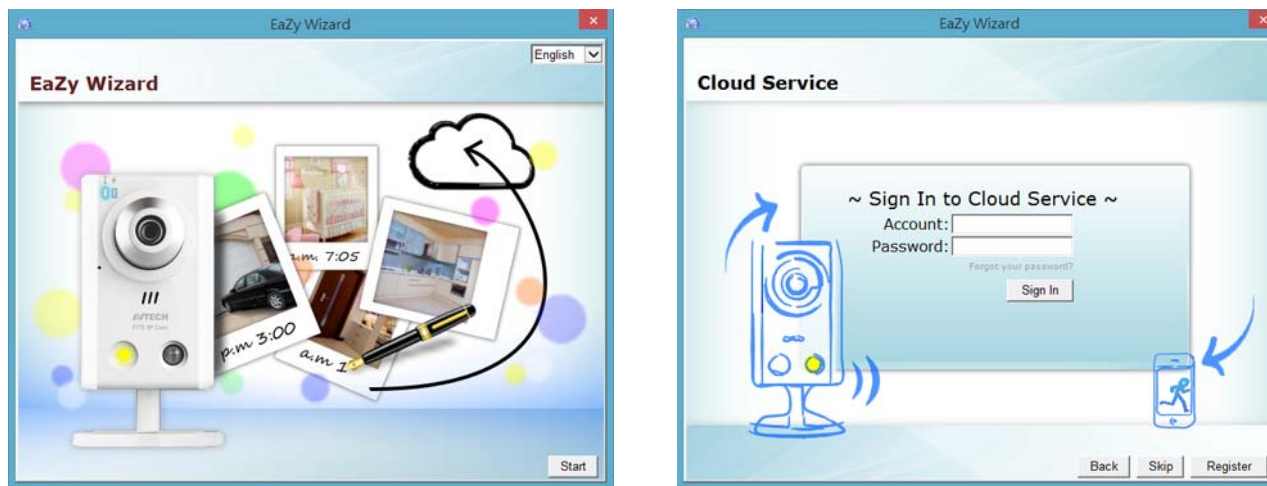 EaZy Wizard
English
EaZy Wizard
a.m. 7:05
AVTECH
p.m 3:00
a.m 1
Start
EaZy Wizard
Cloud Service
~ Sign In to Cloud Service ~
Account:
Password:
Forgot your password?
Sign In
Back
Skip
Register